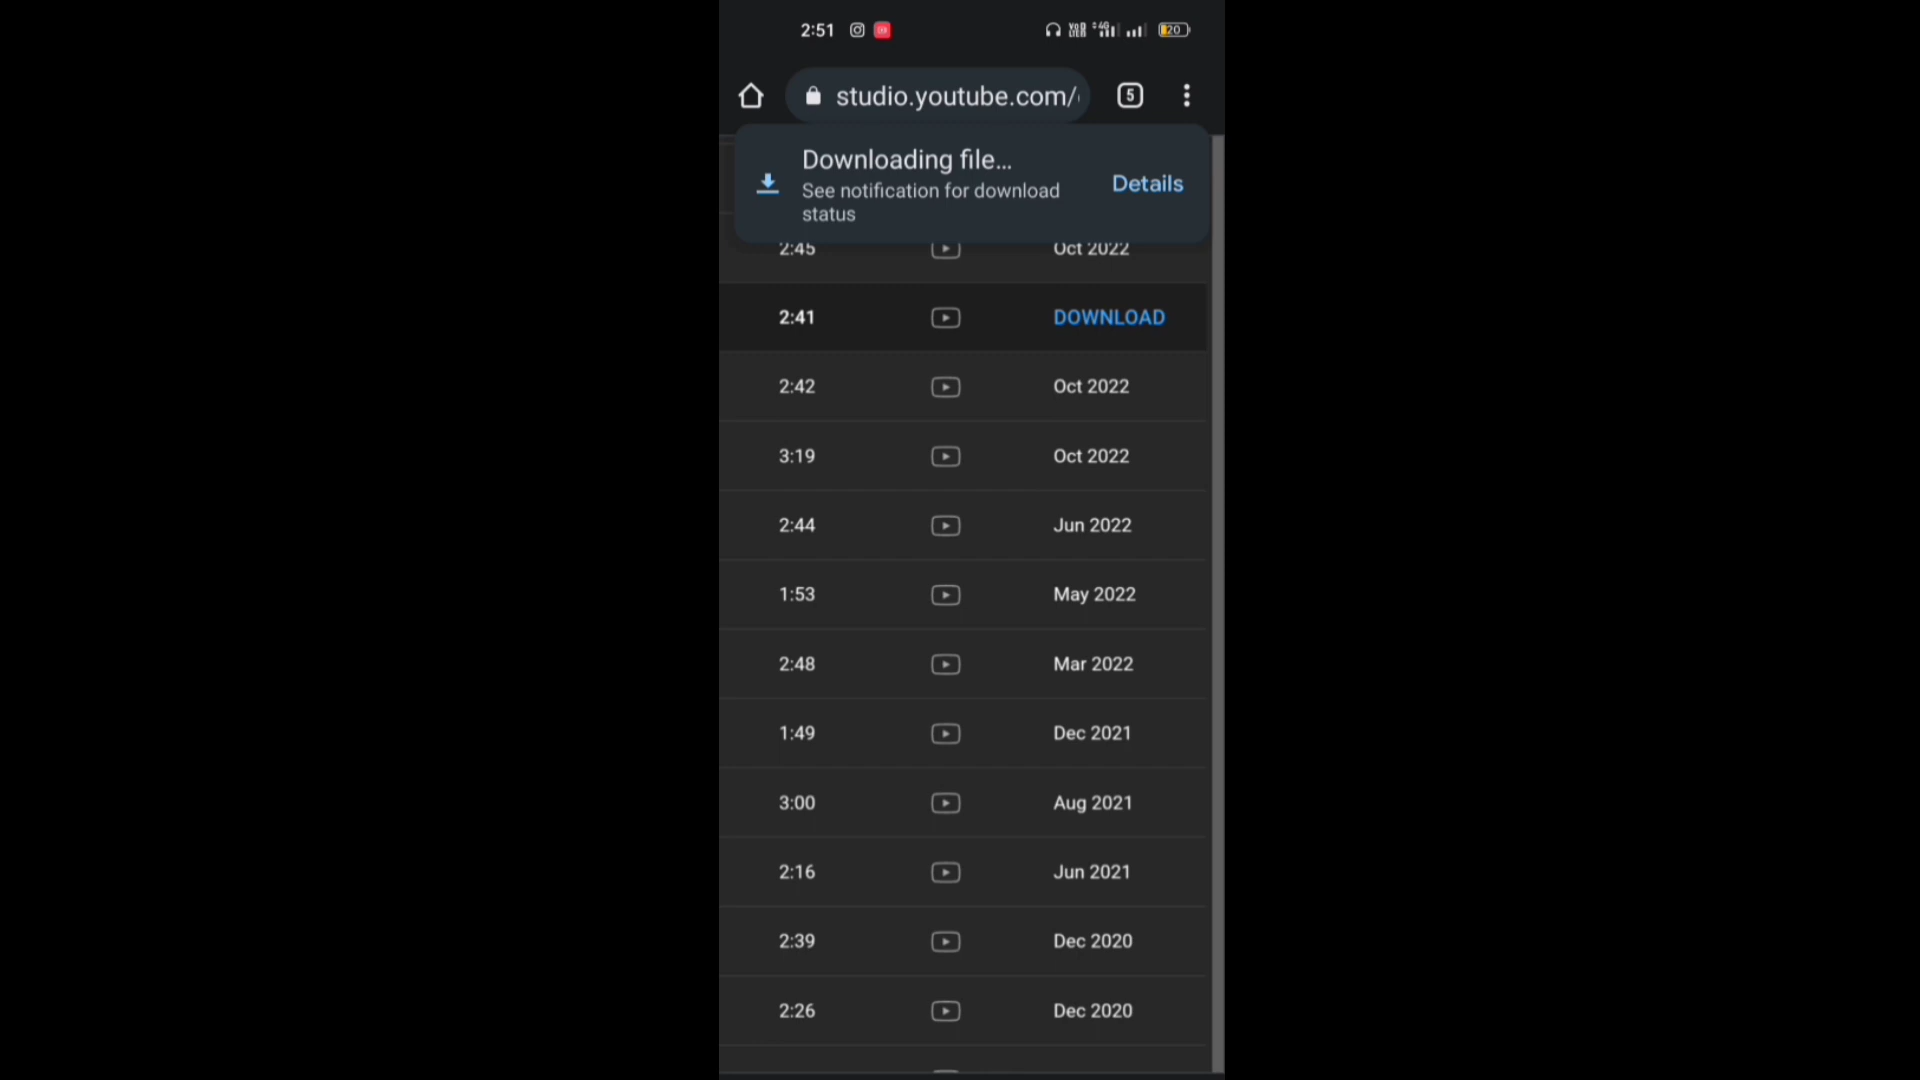 2:51 20
studio.youtube.com/ 5
Downloading file...
See notification for download
status
Details
2:45 Oct 2022
2:41 DOWNLOAD
2:42 Oct 2022
3:19 Oct 2022
2:44 Jun 2022
1:53 May 2022
2:48 Mar 2022
1:49 Dec 2021
3:00 Aug 2021
2:16 Jun 2021
2:39 Dec 2020
2:26 Dec 2020